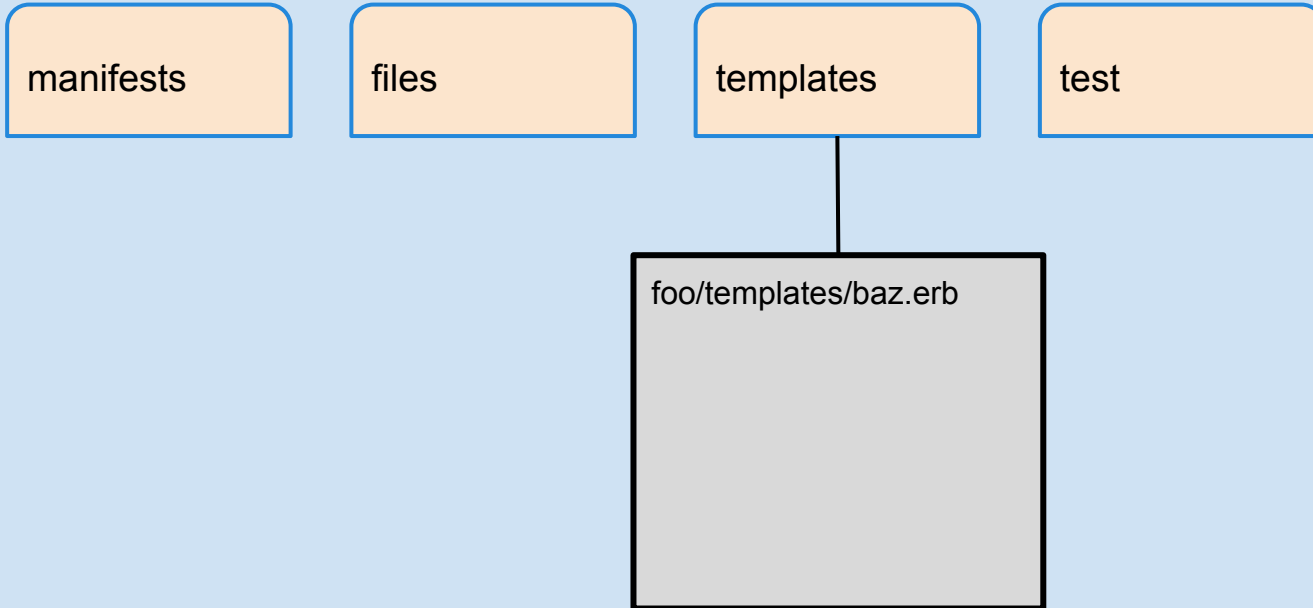 manifests
files
templates
test
foo/templates/baz.erb